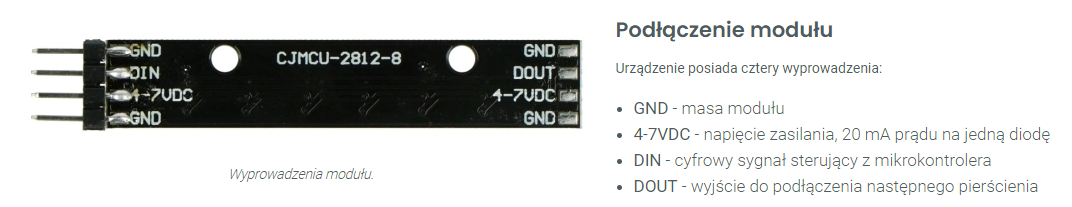 GND
DIN
4-7VDC
GND
CJMCU-2812-8
GND
DOUT
4-7VDC
GND
Wyprowadzenia modułu.
Podłączenie modułu
Urządzenie posiada cztery wyprowadzenia:
• GND - masa modułu
• 4-7VDC - napięcie zasilania, 20 mA prądu na jedną diodę
• DIN - cyfrowy sygnał sterujący z mikrokontrolera
• DOUT - wyjście do podłączenia następnego pierścienia